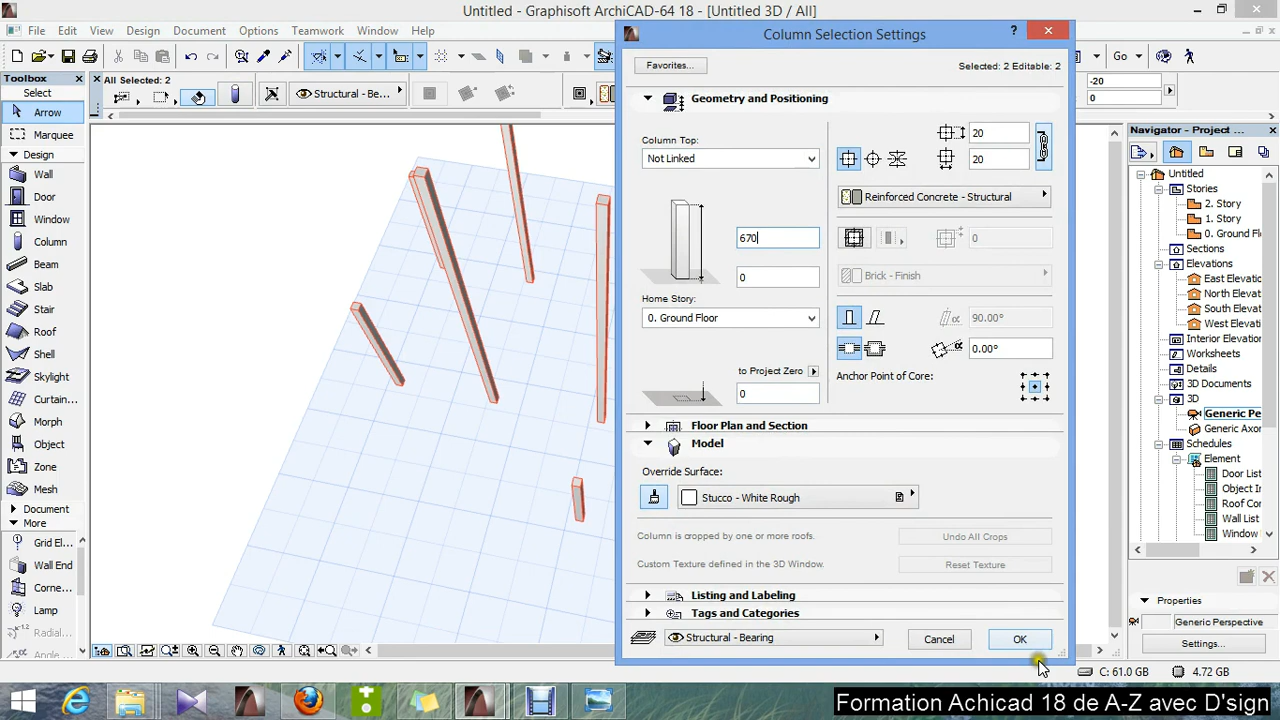 Untitled - Graphisoft ArchiCAD-64 18 - [Untitled 3D / All]
File Edit View Design Document Options Teamwork Window Help
Go
Toolbox
Select
Arrow
Marquee
Design
Wall
Door
Window
Column
Beam
Slab
Stair
Roof
Shell
Skylight
Curtain...
Morph
Object
Zone
Mesh
Document
More
Grid El...
Wall End
Corne...
Lamp
Radial...
Angle ...
All Selected: 2
Structural - Be...
Column Selection Settings
?
Favorites...
Selected: 2 Editable: 2
Geometry and Positioning
Column Top:
Not Linked
670
0
Home Story:
0. Ground Floor
to Project Zero
0
20
20
Reinforced Concrete - Structural
0
Brick - Finish
α 90.00°
α 0.00°
Anchor Point of Core:
Floor Plan and Section
Model
Override Surface:
Stucco - White Rough
Column is cropped by one or more roofs.
Undo All Crops
Custom Texture defined in the 3D Window.
Reset Texture
Listing and Labeling
Tags and Categories
Structural - Bearing
Cancel
OK
-20
0
Navigator - Project ...
Untitled
Stories
2. Story
1. Story
0. Ground Fl
Sections
Elevations
East Elevatio
North Elevat
South Elevat
West Elevati
Interior Elevatio
Worksheets
Details
3D Documents
3D
Generic Pe
Generic Axo
Schedules
Element
Door List
Object In
Roof Con
Wall List
Window
Properties
Generic Perspective
Settings...
C: 61.0 GB
4.72 GB
Formation Achicad 18 de A-Z avec D'sign